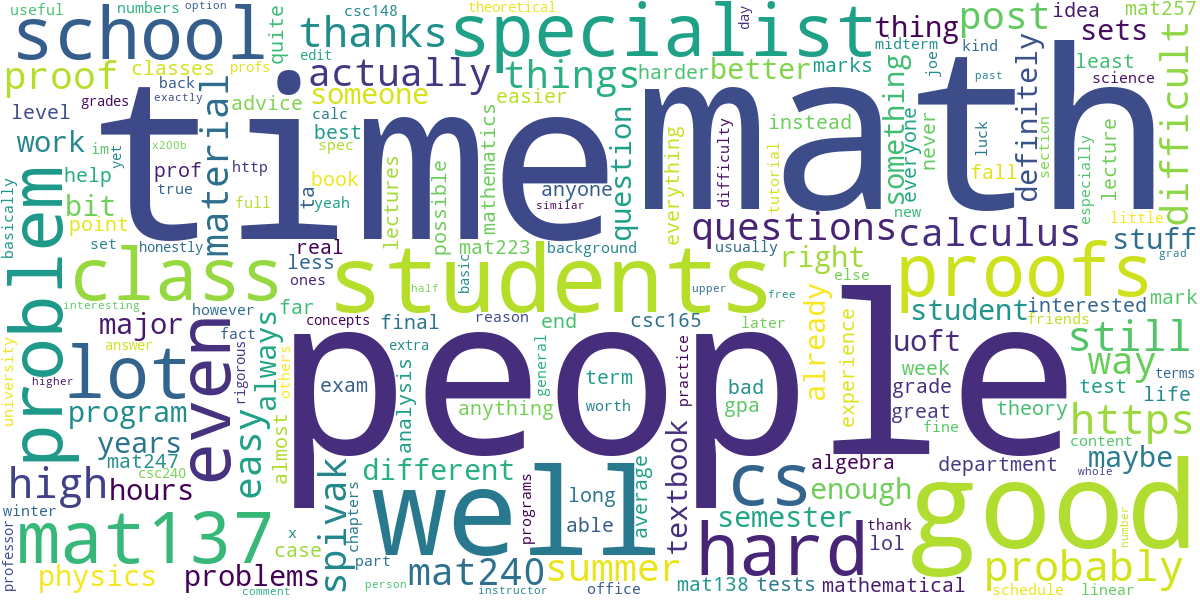 useful
numbers
option
school
quite
csc148
theoretical
thanks
edit
specialist
post
idea
mat257
thing
sets
proof
classes
profs
actually
things
harder
better
marks
midterm
joe
kind
day
least
past
science
difficult
grades
back
exactly
advice
someone
easier
level
time
math
something
everyone
never
definitely
instead
luck
section
especially
lecture
work
material
calc
best
spec
yet
im
x200b
prof
http
help
true
full
yeah
book
ta
lectures
possible
mathematics
anyone
similar
question
everything
difficulty
tutorial
fall
new
little
bit
point
basically
problem
set
honestly
real
ones
less
mat223
background
basic
usually
questions
calculus
stuff
grad
right
else
class
students
half
upper
free
proofs
interesting
far
however
fact
major
even
rigorous
always
easy
concepts
final
extra
reason
end
general
csc165
later
already
experience
student
interested
friends
mark
university
answer
others
people
uoft
still
way
week
higher
lot
exam
term
worth
practice
bad
gpa
grade
great
fine
test
theory
life
terms
program
years
almost
analysis
anything
https
content
whole
mat247
csc240
different
algebra
department
maybe
high
hours
spivak
chapters
well
programs
long
able
average
textbook
cs
enough
good
number
winter
professor
mat137
x
case
part
semester
thank
lol
hard
probably
physics
problems
comment
person
mat240
instructor
summer
office
mat138
tests
mathematical
schedule
linear